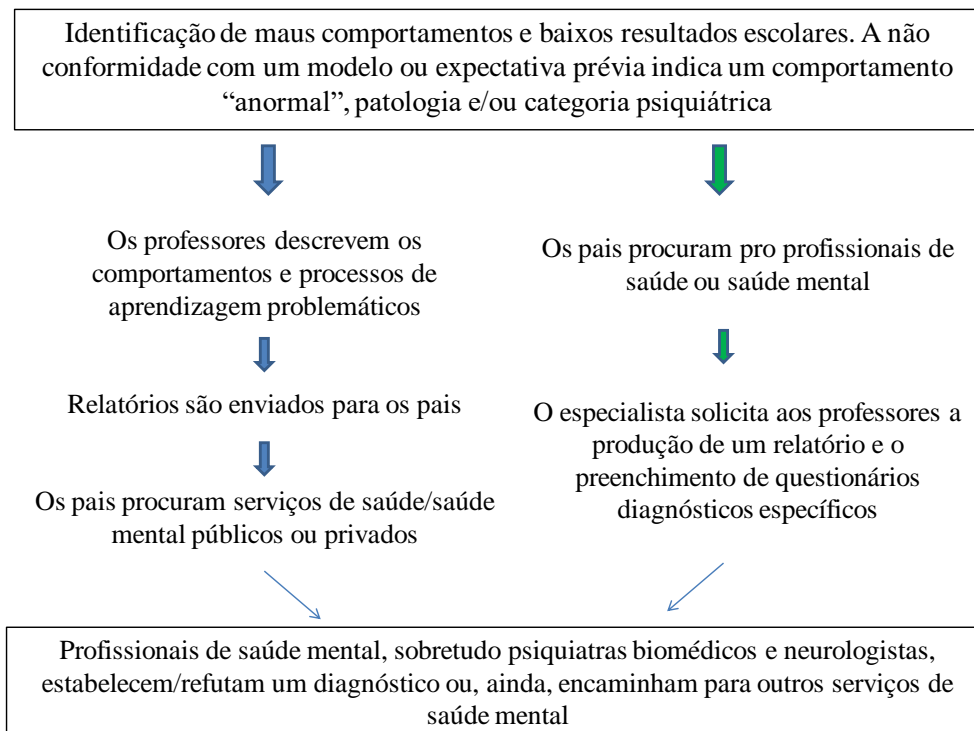 Identificação de maus comportamentos e baixos resultados escolares. A não
conformidade com um modelo ou expectativa prévia indica um comportamento
“anormal”, patologia e/ou categoria psiquiátrica
Os professores descrevem os
comportamentos e processos de
aprendizagem problemáticos
Relatórios são enviados para os pais
Os pais procuram serviços de saúde/saúde
mental públicos ou privados
Os pais procuram pro profissionais de
saúde ou saúde mental
O especialista solicita aos professores a
produção de um relatório e o
preenchimento de questionários
diagnósticos específicos
Profissionais de saúde mental, sobretudo psiquiatras biomédicos e neurologistas,
estabelecem/refutam um diagnóstico ou, ainda, encaminham para outros serviços de
saúde mental